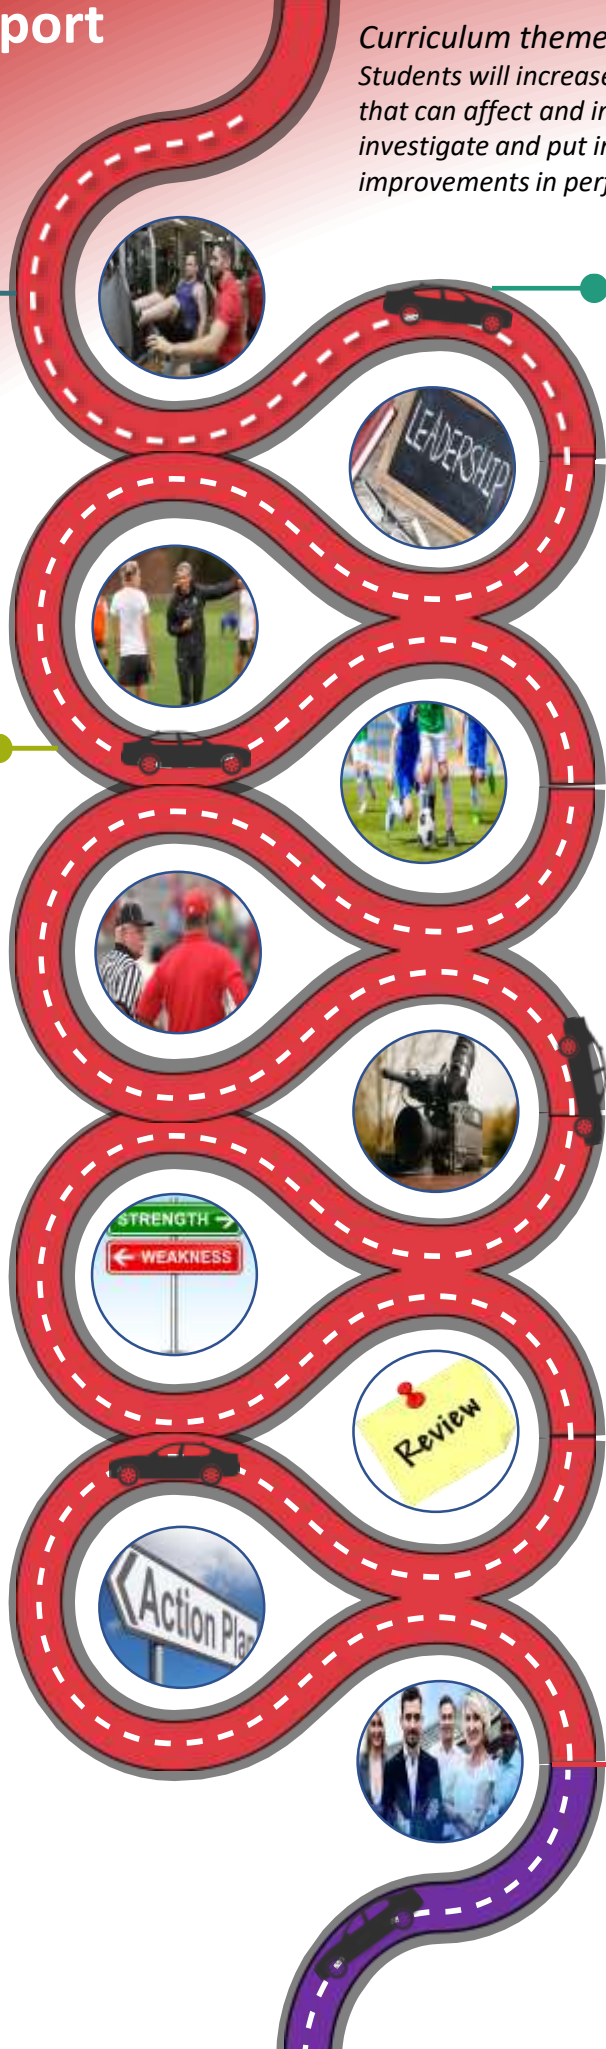 port
Curriculum theme
Students will increase
that can affect and in
investigate and put in
improvements in perf
LEADERSHIP
STRENGTH
WEAKNESS
Review
Action Plan